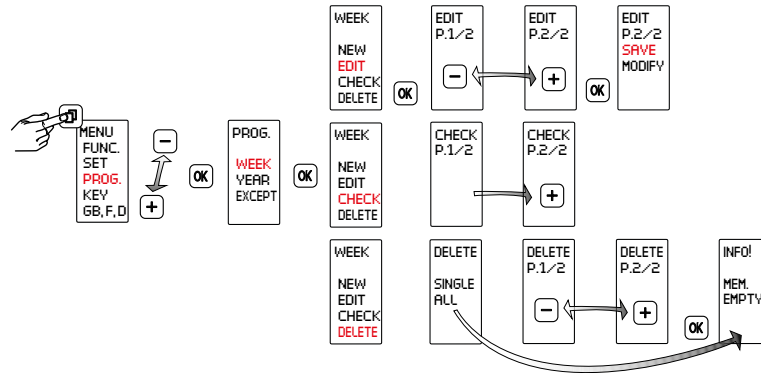 WEEK
NEW
EDIT
CHECK
DELETE
OK
EDIT
P.1/2
−
EDIT
P.2/2
+
OK
EDIT
P.2/2
SAVE
MODIFY
MENU
FUNC.
SET
PROG.
KEY
GB, F, D
−
+
OK
PROG.
WEEK
YEAR
EXCEPT
OK
WEEK
NEW
EDIT
CHECK
DELETE
CHECK
P.1/2
CHECK
P.2/2
+
WEEK
NEW
EDIT
CHECK
DELETE
DELETE
SINGLE
ALL
DELETE
P.1/2
−
DELETE
P.2/2
+
OK
INFO!
MEM.
EMPTY